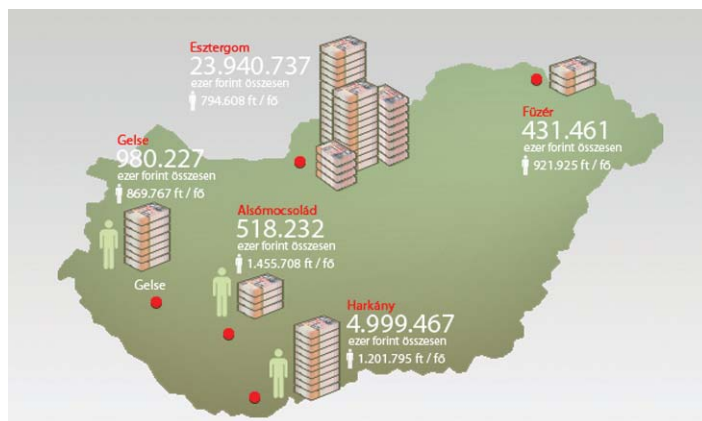 Esztergom
23.940.737
ezer forint összesen
794.608 ft / fő
Füzér
431.461
ezer forint összesen
921.925 ft / fő
Gelse
980.227
ezer forint összesen
869.767 ft / fő
Alsómocsolád
518.232
ezer forint összesen
1.455.708 ft / fő
Gelse
Harkány
4.999.467
ezer forint összesen
1.201.795 ft / fő